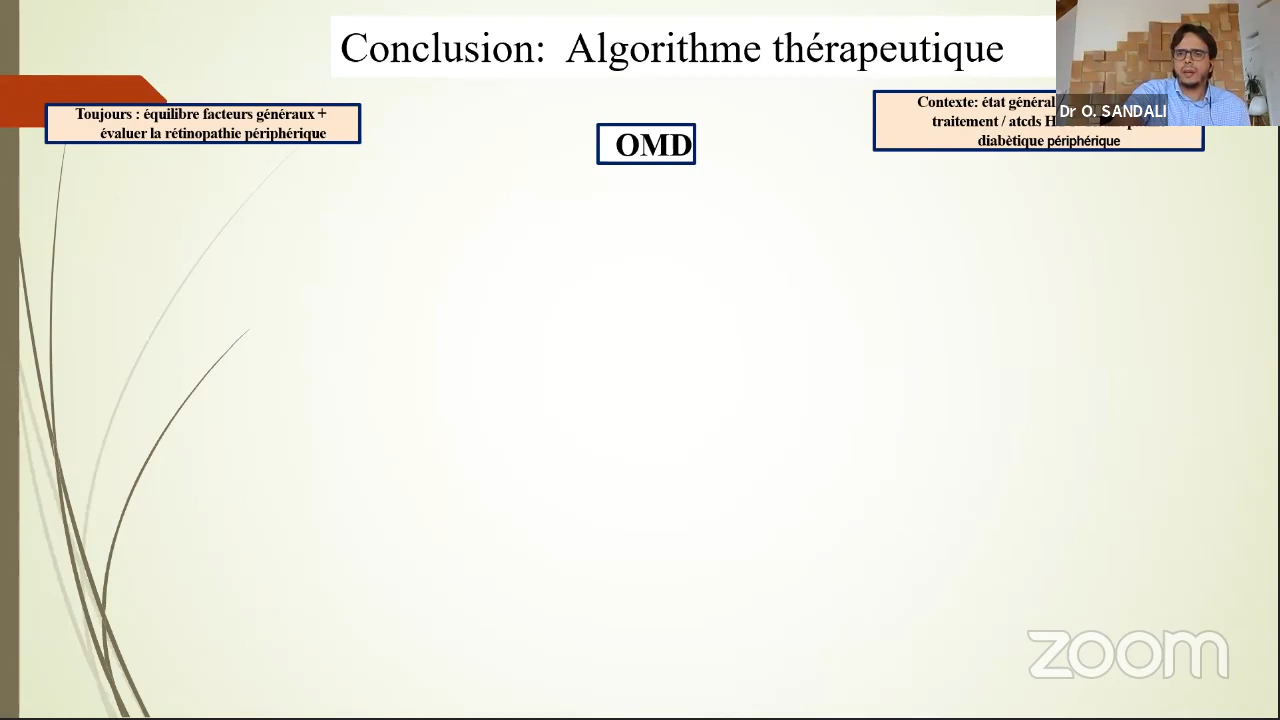 Conclusion: Algorithme thérapeutique
Toujours : équilibre facteurs généraux +
évaluer la rétinopathie périphérique
OMD
Contexte: état général
traitement / atcds
diabètique périphérique
Dr O. SANDALI
zoom